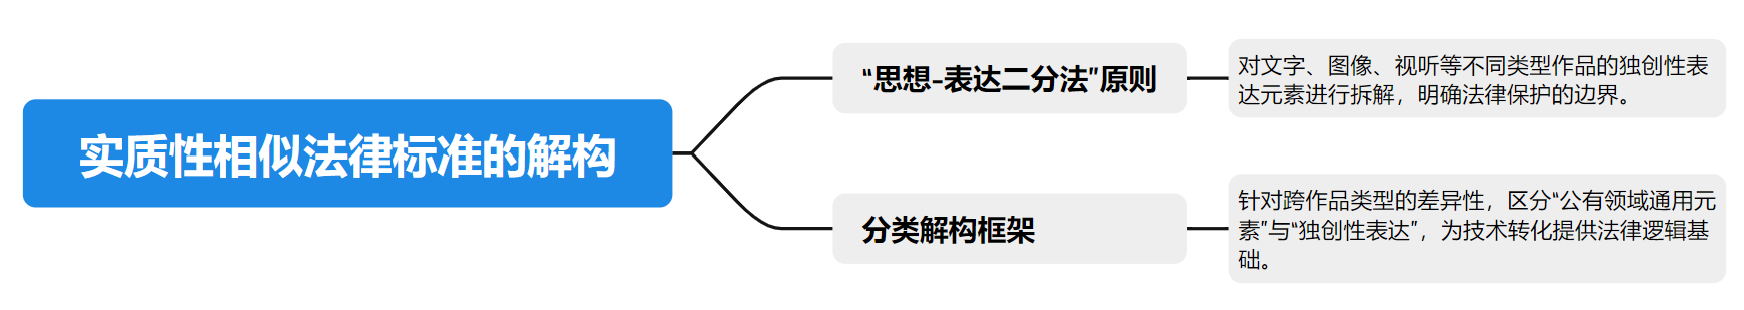 实质性相似法律标准的解构
“思想-表达二分法”原则
对文字、图像、视听等不同类型作品的独创性表
达元素进行拆解，明确法律保护的边界。
分类解构框架
针对跨作品类型的差异性，区分“公有领域通用元
素”与“独创性表达”，为技术转化提供法律逻辑基
础。